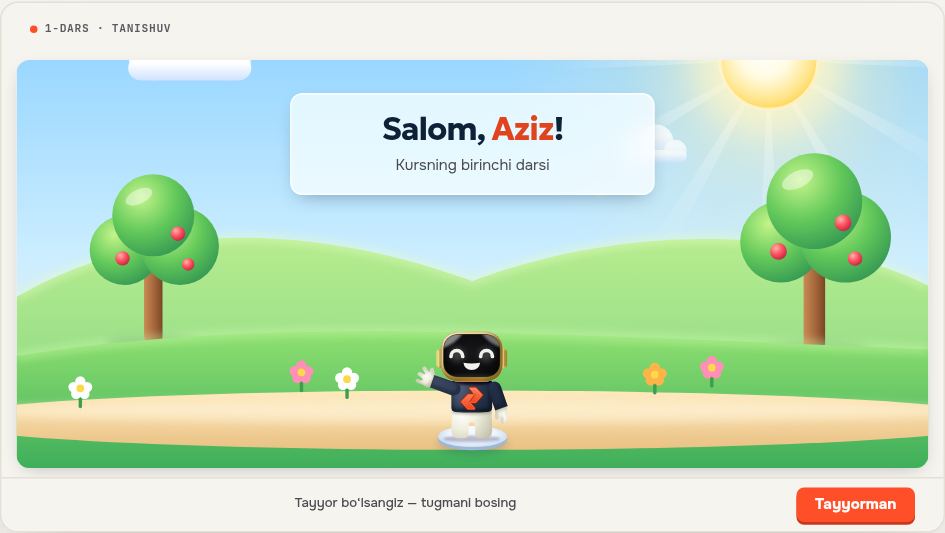 1-DARS · TANISHUV
Salom, Aziz!
Kursning birinchi darsi
Tayyor bo‘lsangiz — tugmani bosing
Tayyorman